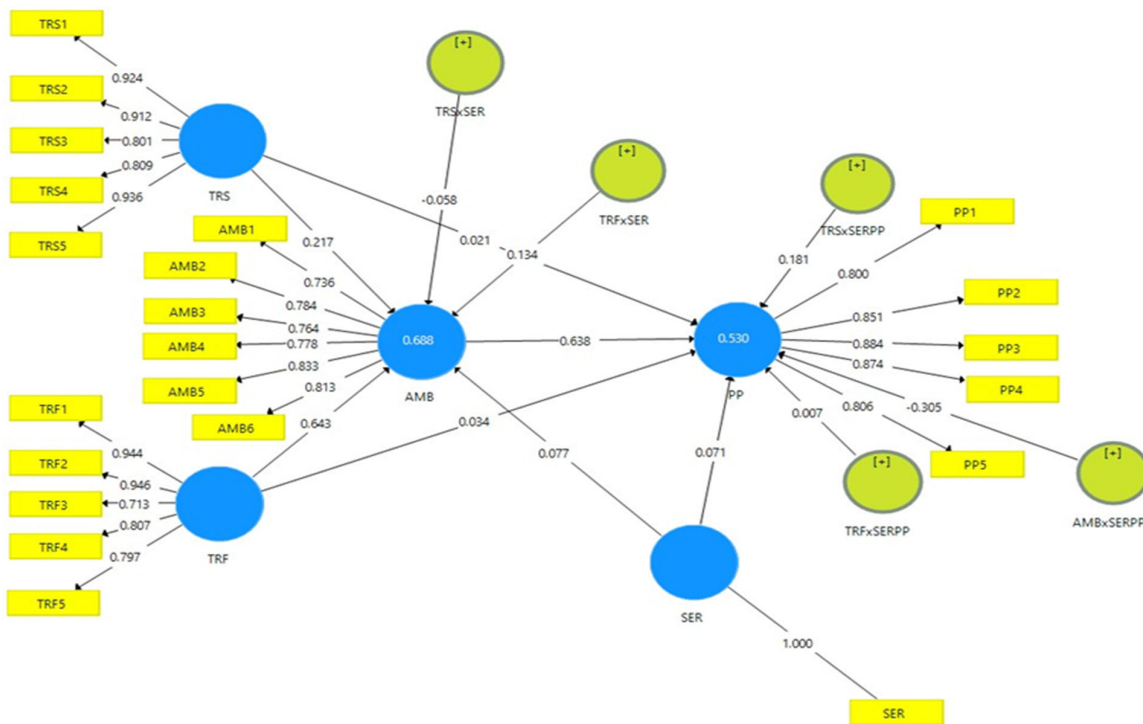 TRS1
[+]
0.924
TRS2
0.912
TRSxSER
TRS3
0.801
[+]
[+]
0.809
TRS4
TRS
-0.058
TRFxSER
TRSxSERPP
PP1
0.936
AMB1
0.021
TRS5
0.217
0.134
0.181
0.800
AMB2
0.736
PP2
0.784
0.851
AMB3
0.764
0.688
0.638
0.530
0.884
PP3
AMB4
0.778
0.874
0.833
PP4
AMB5
0.813
AMB
PP
0.806
-0.305
TRF1
AMB6
0.643
0.034
0.007
0.944
0.077
0.071
[+]
[+]
PP5
TRF2
0.946
TRF3
0.713
0.807
TRF4
TRF
TRFxSERPP
AMBxSERPP
0.797
TRF5
SER
1.000
SER